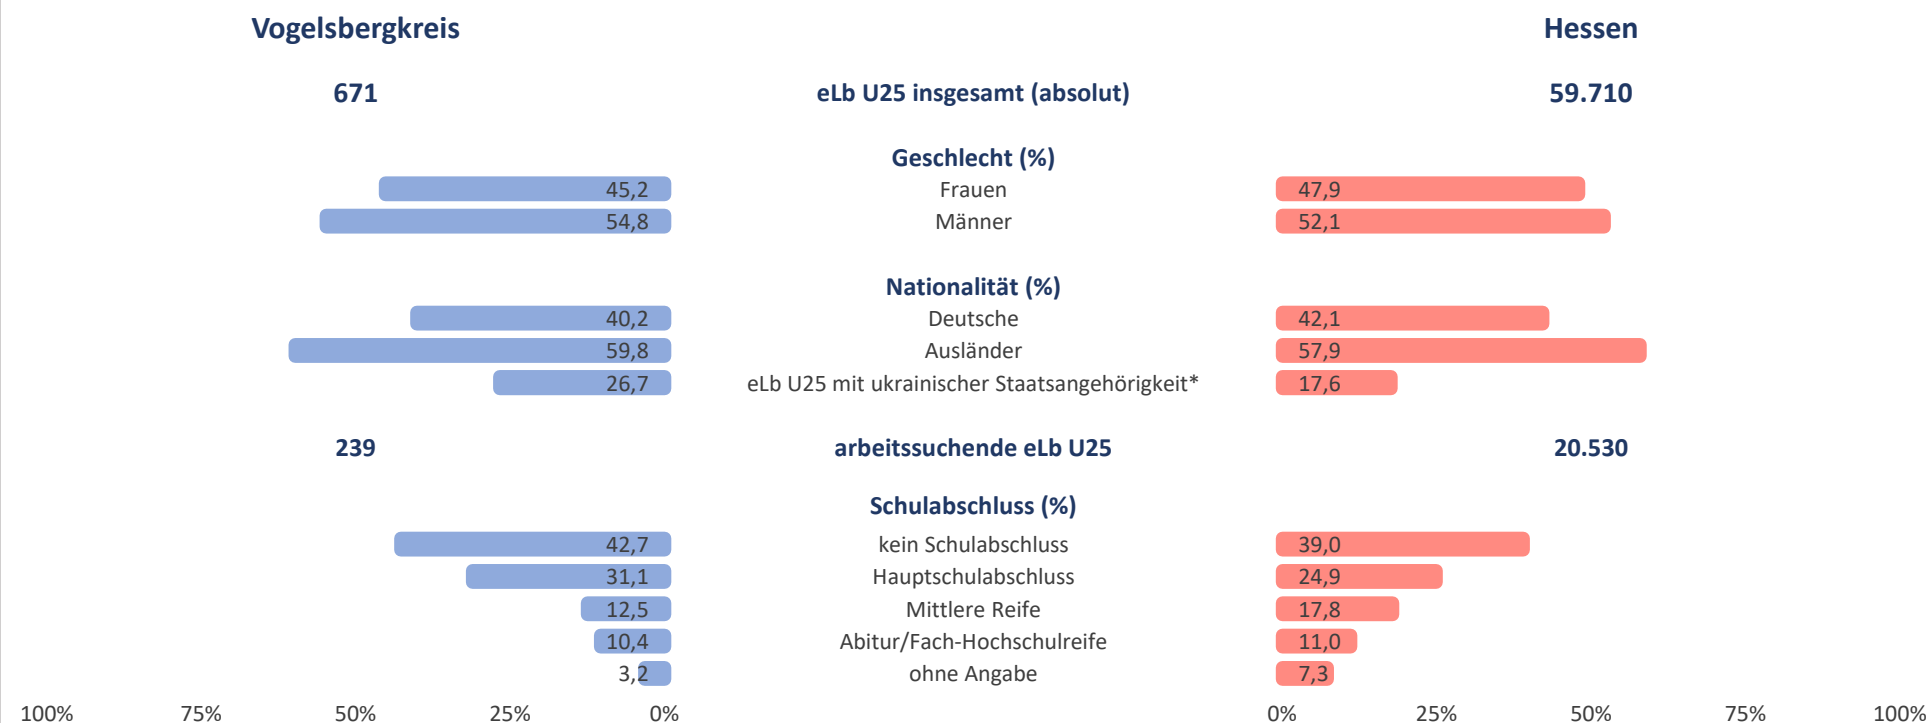 Vogelsbergkreis Hessen
671 eLb U25 insgesamt (absolut) 59.710
Geschlecht (%)
45,2 Frauen 47,9
54,8 Männer 52,1
Nationalität (%)
40,2 Deutsche 42,1
59,8 Ausländer 57,9
26,7 eLb U25 mit ukrainischer Staatsangehörigkeit* 17,6
239 arbeitssuchende eLb U25 20.530
Schulabschluss (%)
42,7 kein Schulabschluss 39,0
31,1 Hauptschulabschluss 24,9
12,5 Mittlere Reife 17,8
10,4 Abitur/Fach-Hochschulreife 11,0
3,2 ohne Angabe 7,3
100% 75% 50% 25% 0% 0% 25% 50% 75% 100%